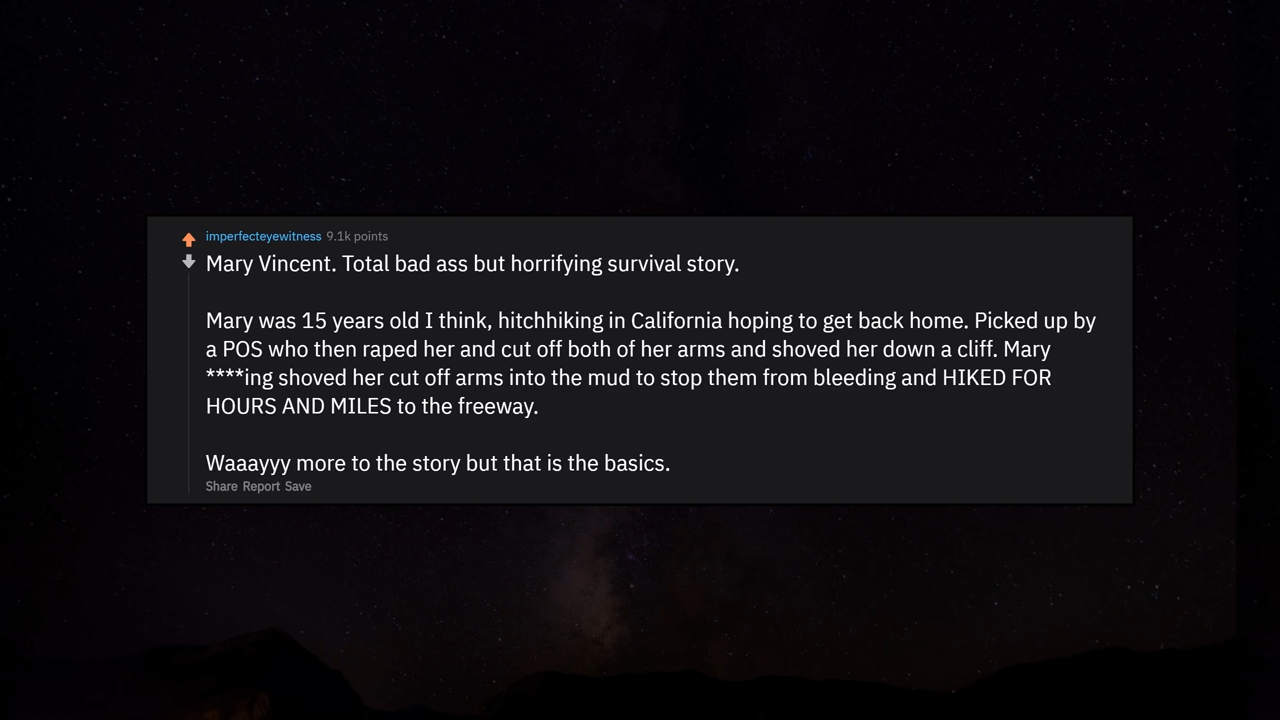 imperfecteyewitness 9.1k points
Mary Vincent. Total bad ass but horrifying survival story.
Mary was 15 years old I think, hitchhiking in California hoping to get back home. Picked up by
a POS who then raped her and cut off both of her arms and shoved her down a cliff. Mary
****ing shoved her cut off arms into the mud to stop them from bleeding and HIKED FOR
HOURS AND MILES to the freeway.
Waaayyy more to the story but that is the basics.
Share Report Save